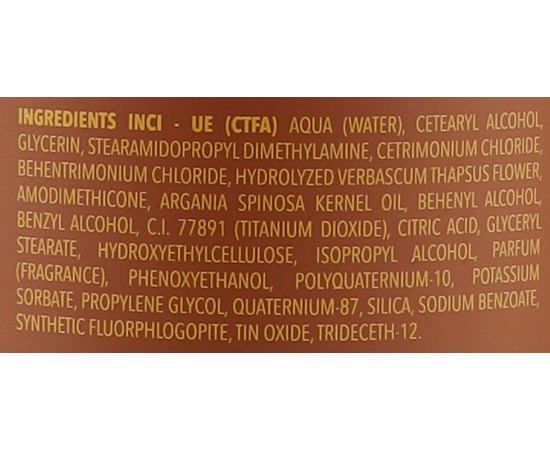 INGREDIENTS INCI - UE (CTFA) AQUA (WATER), CETEARYL ALCOHOL,
GLYCERIN, STEARAMIDOPROPYL DIMETHYLAMINE, CETRIMONIUM CHLORIDE,
BEHENTRIMONIUM CHLORIDE, HYDROLYZED VERBASCUM THAPSUS FLOWER,
AMODIMETHICONE, ARGANIA SPINOSA KERNEL OIL, BEHENYL ALCOHOL,
BENZYL ALCOHOL, C.I. 77891 (TITANIUM DIOXIDE), CITRIC ACID, GLYCERYL
STEARATE, HYDROXYETHYLCELLULOSE, ISOPROPYL ALCOHOL, PARFUM
(FRAGRANCE), PHENOXYETHANOL, POLYQUATERNIUM-10, POTASSIUM
SORBATE, PROPYLENE GLYCOL, QUATERNIUM-87, SILICA, SODIUM BENZOATE,
SYNTHETIC FLUORPHLOGOPITE, TIN OXIDE, TRIDECETH-12.